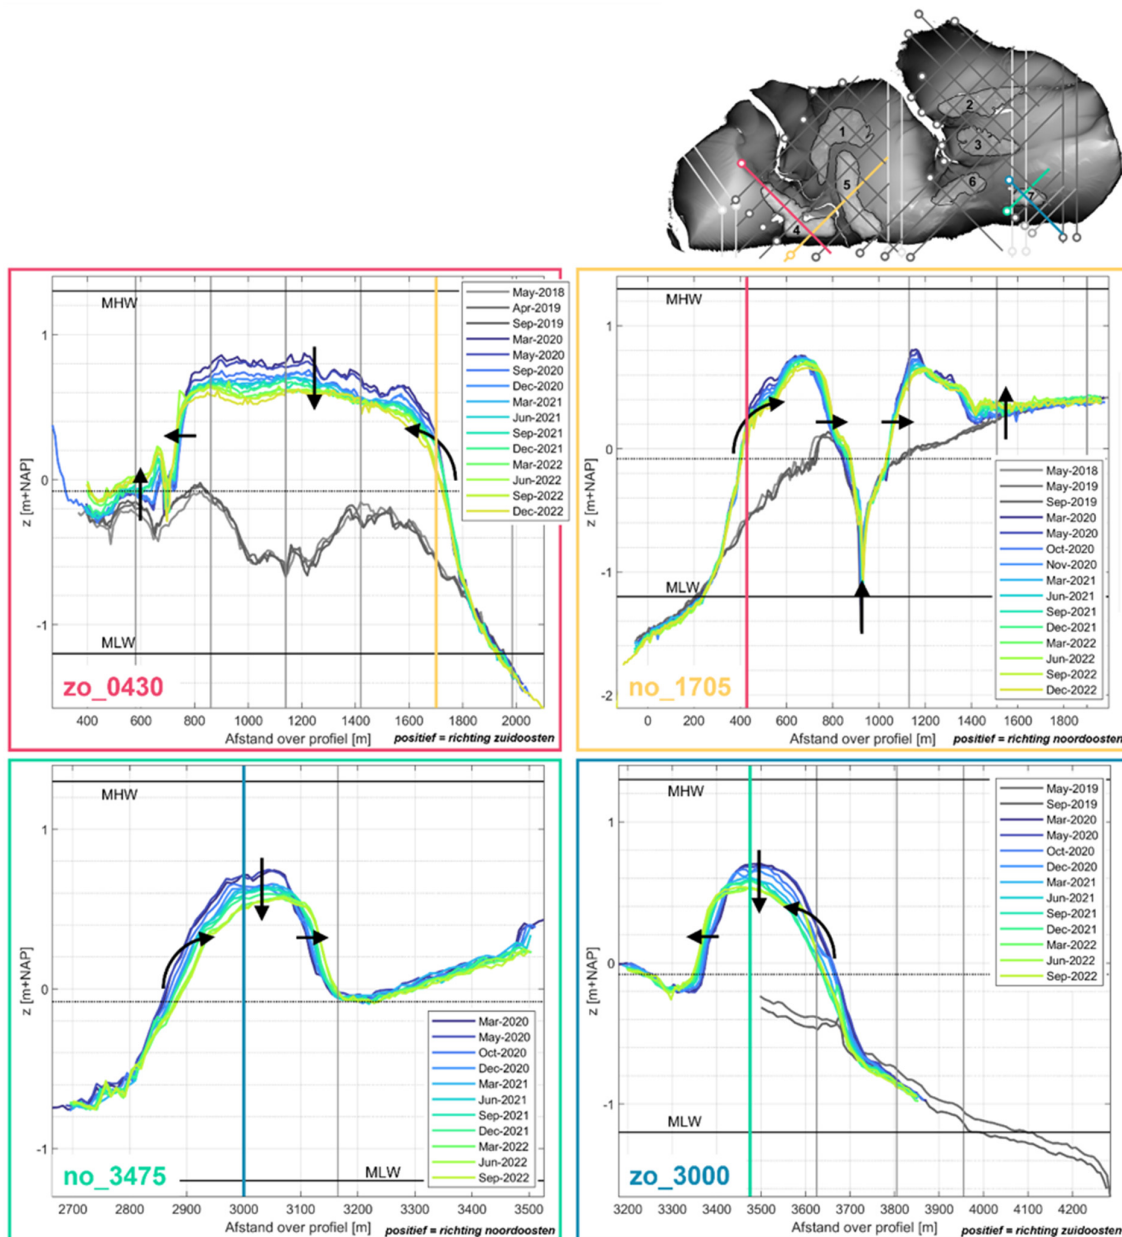 1
2
3
4
5
6
7
MHW
MLW
May-2018
Apr-2019
Sep-2019
Mar-2020
May-2020
Sep-2020
Dec-2020
Mar-2021
Jun-2021
Sep-2021
Dec-2021
Mar-2022
Jun-2022
Sep-2022
Dec-2022
z [m+NAP]
1
0
-1
zo_0430
400 600 800 1000 1200 1400 1600 1800 2000
Afstand over profiel [m]
positief = richting zuidoosten
MHW
MLW
May-2018
May-2019
Sep-2019
Mar-2020
May-2020
Oct-2020
Nov-2020
Mar-2021
Jun-2021
Sep-2021
Dec-2021
Mar-2022
Jun-2022
Sep-2022
Dec-2022
z [m+NAP]
1
0
-1
-2
no_1705
0 200 400 600 800 1000 1200 1400 1600 1800
Afstand over profiel [m]
positief = richting noordoosten
MHW
z [m+NAP]
1
0
-1
Mar-2020
May-2020
Oct-2020
Dec-2020
Mar-2021
Jun-2021
Sep-2021
Dec-2021
Mar-2022
Jun-2022
Sep-2022
MLW
no_3475
2700 2800 2900 3000 3100 3200 3300 3400 3500
Afstand over profiel [m]
positief = richting noordoosten
MHW
May-2019
Sep-2019
Mar-2020
May-2020
Oct-2020
Dec-2020
Mar-2021
Jun-2021
Sep-2021
Dec-2021
Mar-2022
Jun-2022
Sep-2022
z [m+NAP]
1
0
-1
MLW
zo_3000
3200 3300 3400 3500 3600 3700 3800 3900 4000 4100 4200
Afstand over profiel [m]
positief = richting zuidoosten